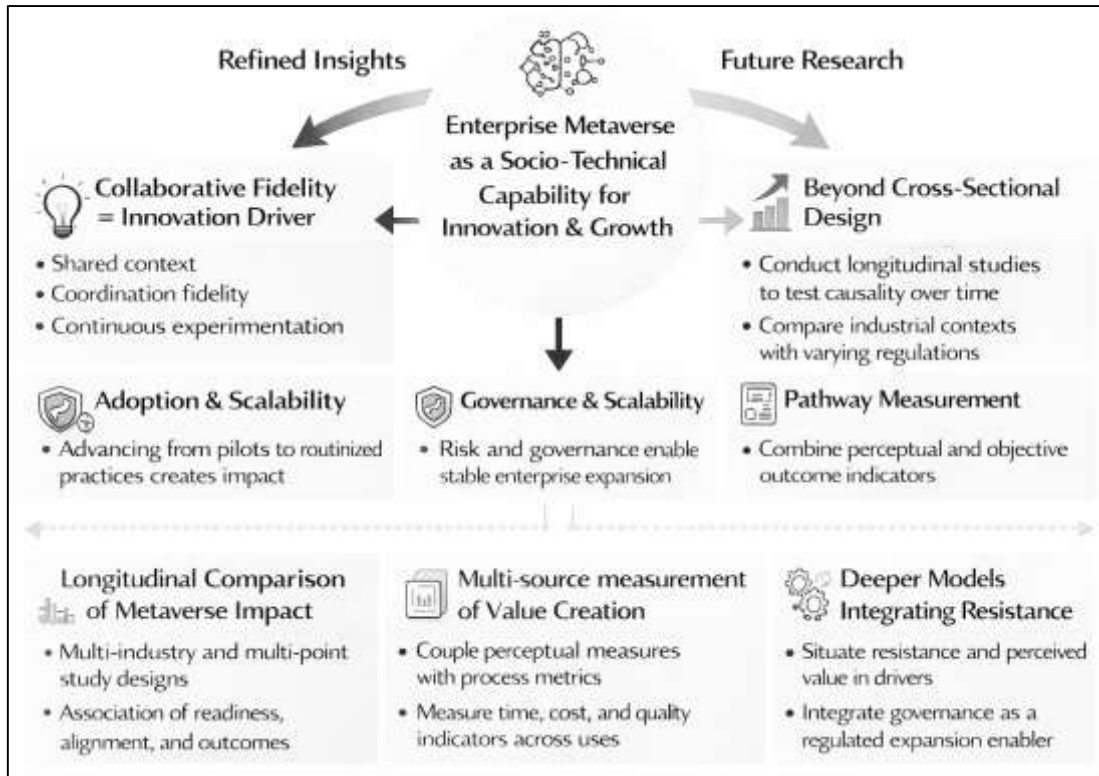 Refined Insights
Future Research
Enterprise Metaverse
as a Socio-Technical
Capability for
Innovation & Growth
Collaborative Fidelity
= Innovation Driver
• Shared context
• Coordination fidelity
• Continuous experimentation
Beyond Cross-Sectional
Design
• Conduct longitudinal studies
to test causality over time
• Compare industrial contexts
with varying regulations
Adoption & Scalability
• Advancing from pilots to routinized
practices creates impact
Governance & Scalability
• Risk and governance enable
stable enterprise expansion
Pathway Measurement
• Combine perceptual and objective
outcome indicators
Longitudinal Comparison
of Metaverse Impact
• Multi-industry and multi-point
study designs
• Association of readiness,
alignment, and outcomes
Multi-source measurement
of Value Creation
• Couple perceptual measures
with process metrics
• Measure time, cost, and quality
indicators across uses
Deeper Models
Integrating Resistance
• Situate resistance and perceived
value in drivers
• Integrate governance as a
regulated expansion enabler